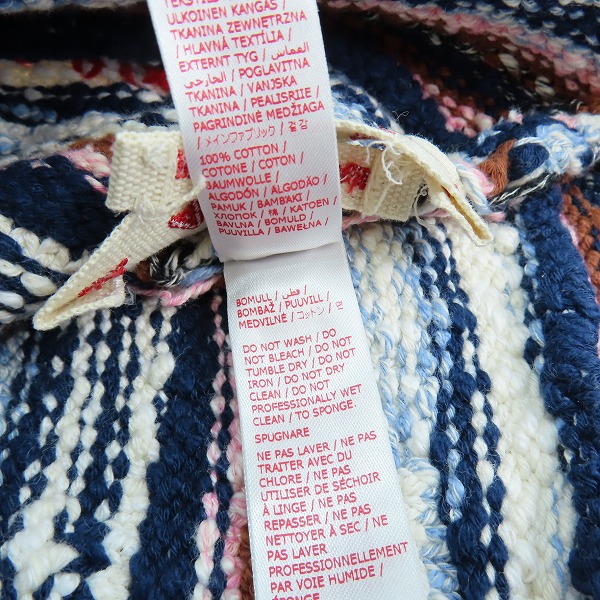 ULKOINEN KANGAS /
TKANINA ZEWNĘTRZNA
/ HLAVNÁ TEXTÍLIA /
EXTERNT TYG / المماس
الخارجي / POGLAVITNA
TKANINA / VANJSKA
TKANINA / PEALISRIIE /
PAGRINDINĖ MEDŽIAGA
/ メインファブリック / 겉감
100% COTTON /
COTONE / COTON /
BAUMWOLLE /
ALGODÓN / ALGODÃO /
PAMUK / ΒΑΜΒΑΚΙ /
ХЛОПОК / 棉 / KATOEN /
BAVLNA / BOMULD /
PUUVILLA / BAWEŁNA /
BOMULL / قطن /
BOMBAŽ / PUUVILL /
MEDVILNĖ / コットン / 면
DO NOT WASH / DO
NOT BLEACH / DO NOT
TUMBLE DRY / DO NOT
IRON / DO NOT DRY
CLEAN / DO NOT
PROFESSIONALLY WET
CLEAN / TO SPONGE.
SPUGNARE
NE PAS LAVER / NE PAS
TRAITER AVEC DU
CHLORE / NE PAS
UTILISER DE SÉCHOIR
À LINGE / NE PAS
REPASSER / NE PAS
NETTOYER À SEC / NE
PAS LAVER
PROFESSIONNELLEMENT
PAR VOIE HUMIDE /
ÉPONGE